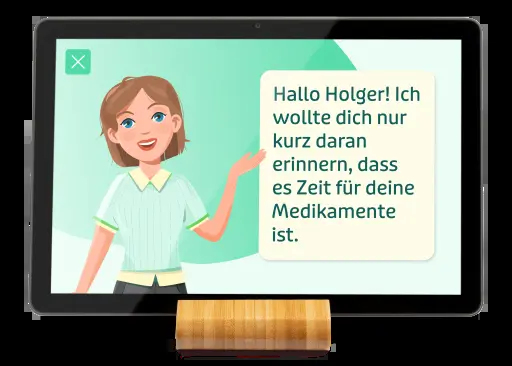 Hallo Holger! Ich
wollte dich nur
kurz daran
erinnern, dass
es Zeit für deine
Medikamente
ist.